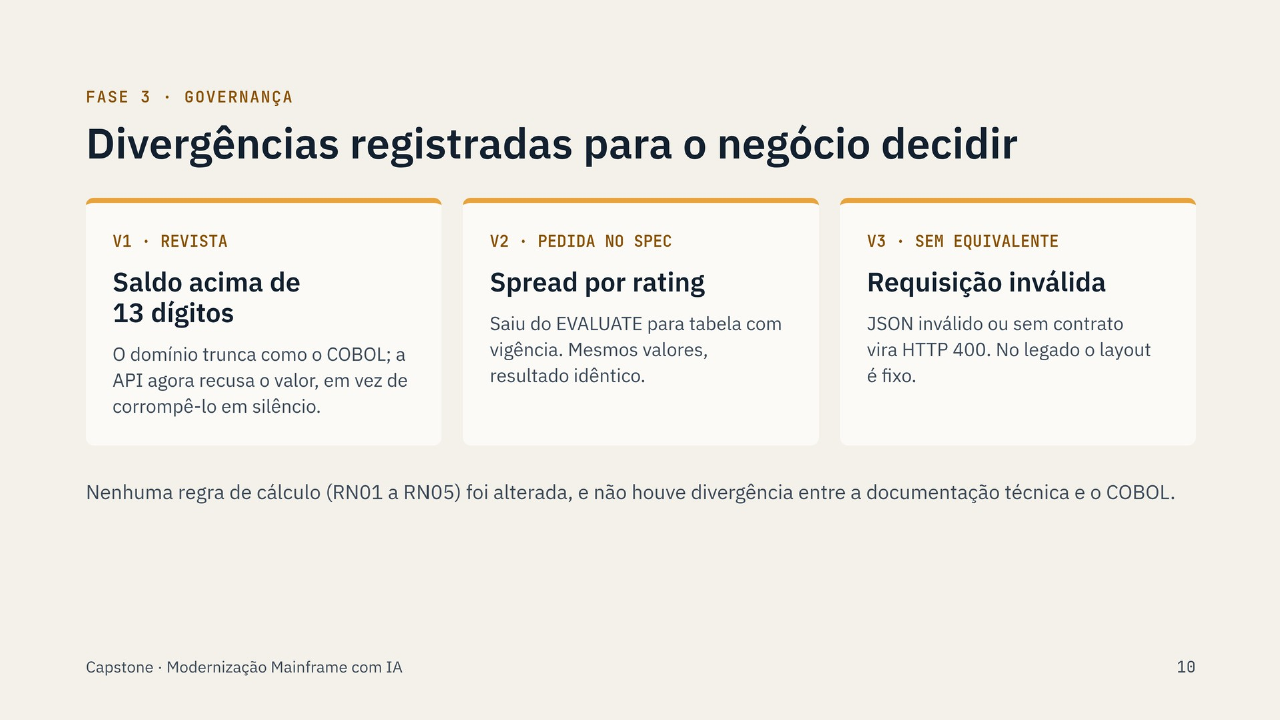 FASE 3 · GOVERNANÇA
Divergências registradas para o negócio decidir
V1 · REVISTA
Saldo acima de
13 dígitos
O domínio trunca como o COBOL; a
API agora recusa o valor, em vez de
corrompê-lo em silêncio.
V2 · PEDIDA NO SPEC
Spread por rating
Saiu do EVALUATE para tabela com
vigência. Mesmos valores,
resultado idêntico.
V3 · SEM EQUIVALENTE
Requisição inválida
JSON inválido ou sem contrato
vira HTTP 400. No legado o layout
é fixo.
Nenhuma regra de cálculo (RN01 a RN05) foi alterada, e não houve divergência entre a documentação técnica e o COBOL.
Capstone · Modernização Mainframe com IA
10